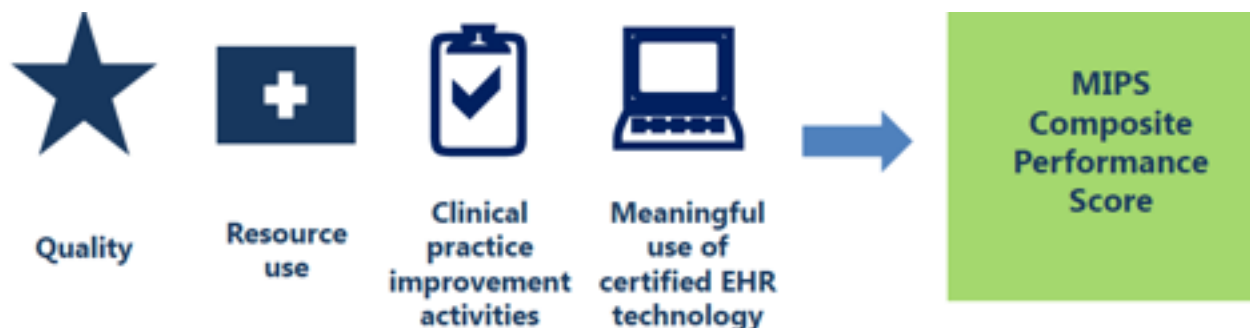 Quality
Resource
use
Clinical
practice
improvement
activities
Meaningful
use of
certified EHR
technology
MIPS
Composite
Performance
Score